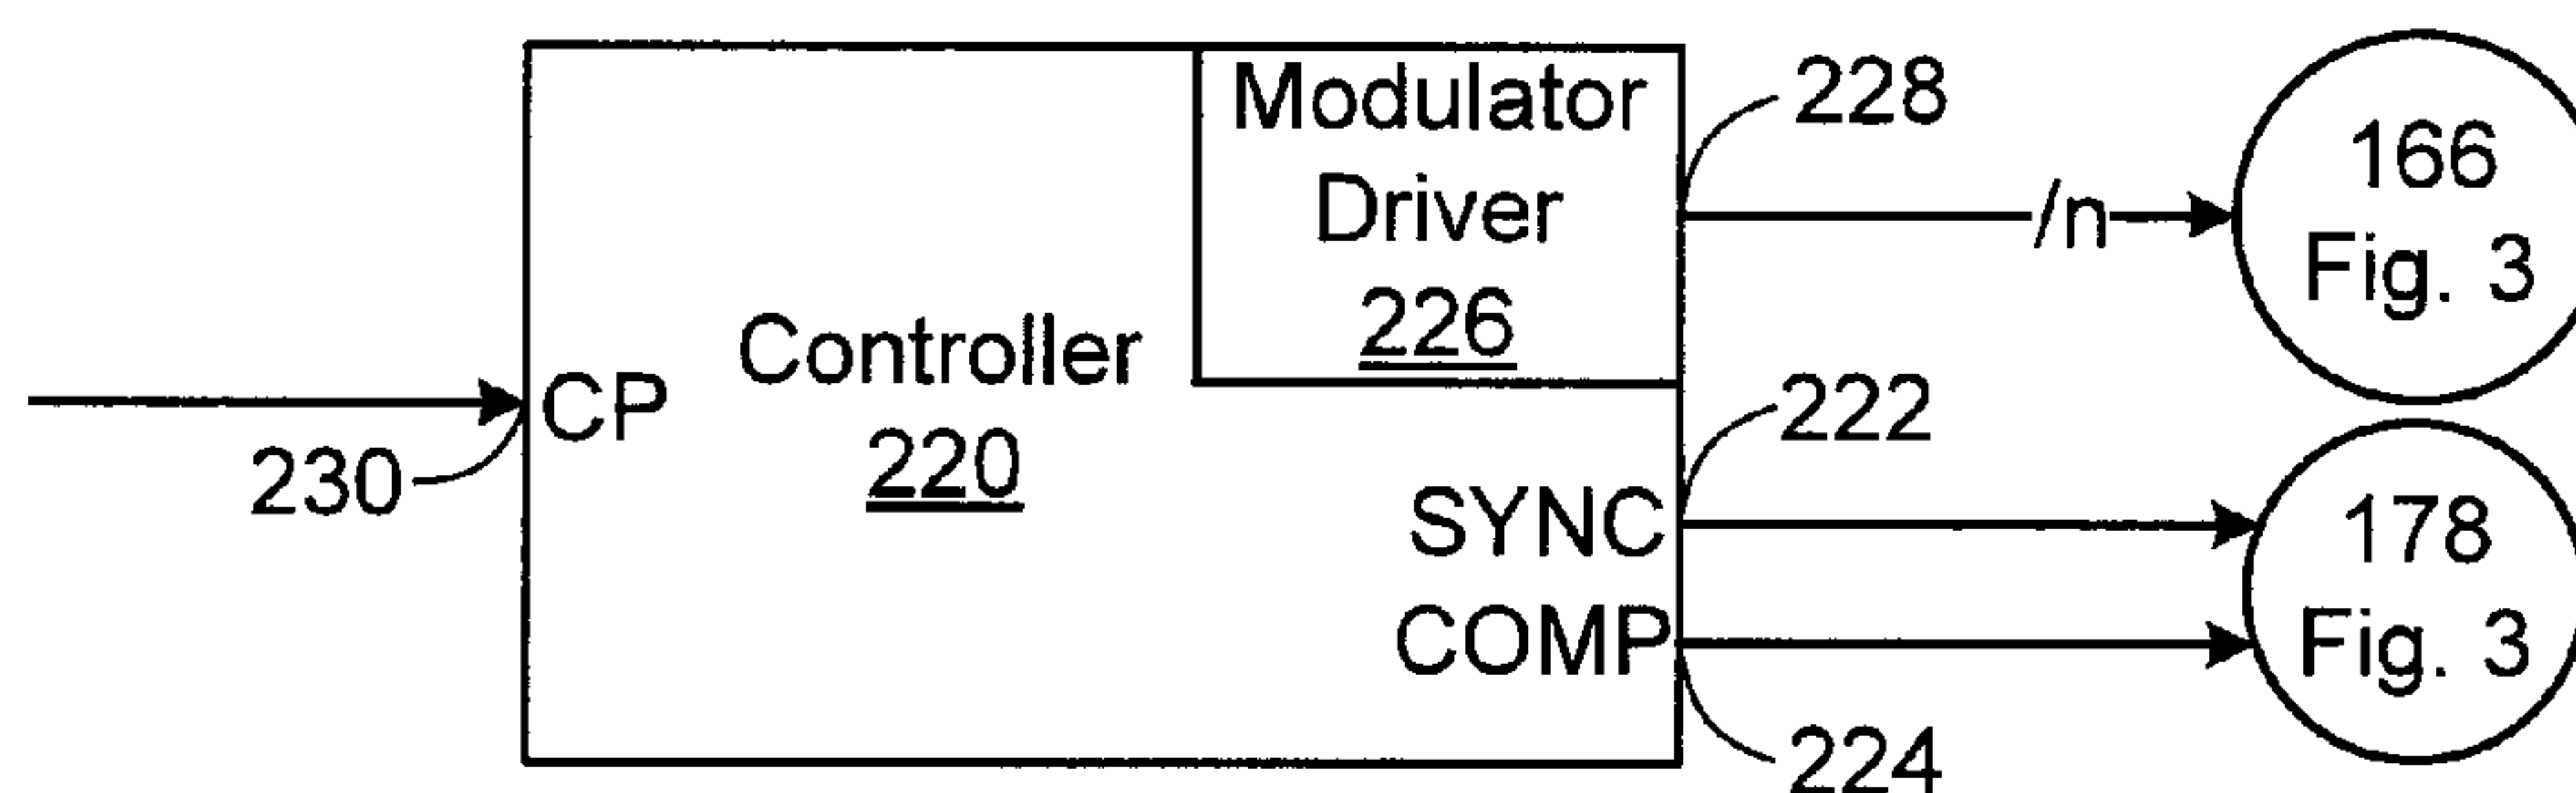 Modulator
Driver
226
228
/n
166
Fig. 3
Controller
220
CP
230
222
SYNC
COMP
224
178
Fig. 3